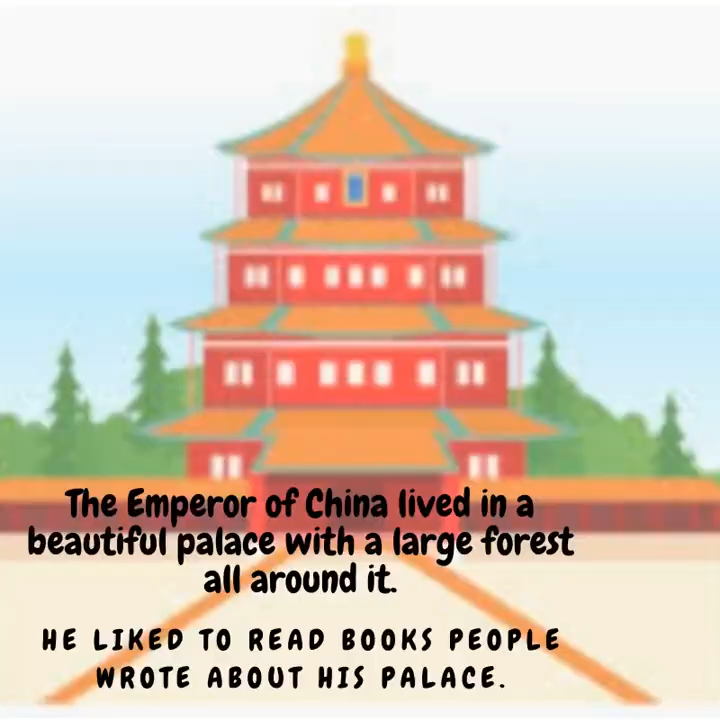 The Emperor of China lived in a
beautiful palace with a large forest
all around it.
HE LIKED TO READ BOOKS PEOPLE
WROTE ABOUT HIS PALACE.